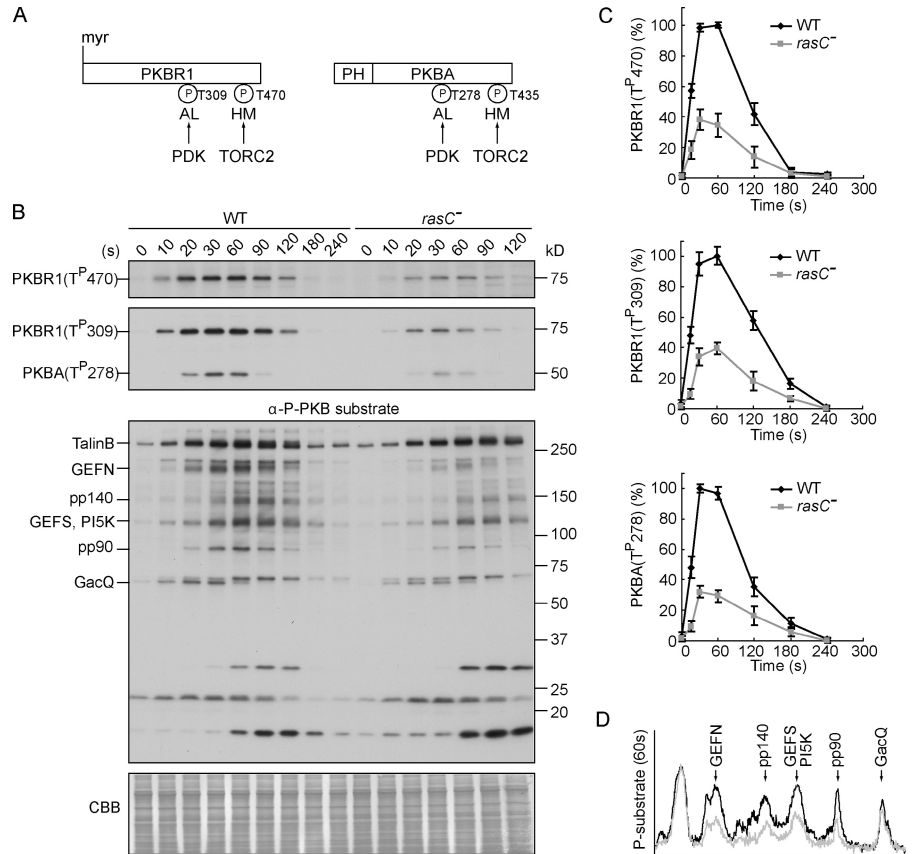 A
myr
PKBR1
P T309 P T470
AL HM
PDK TORC2
PH PKBA
P T278 P T435
AL HM
PDK TORC2
B
WT rasC⁻
(s) 0 10 20 30 60 90 120 180 240 0 10 20 30 60 90 120 kD
PKBR1(Tᴾ470) 75
PKBR1(Tᴾ309) 75
PKBA(Tᴾ278) 50
α-P-PKB substrate
TalinB
GEFN
pp140
GEFS, PI5K
pp90
GacQ
250
150
100
75
50
37
25
20
CBB
C
PKBR1(Tᴾ470) (%)
100
80
60
40
20
0
0 60 120 180 240 300
Time (s)
WT
rasC⁻
PKBR1(Tᴾ309) (%)
100
80
60
40
20
0
0 60 120 180 240 300
Time (s)
WT
rasC⁻
PKBA(Tᴾ278) (%)
100
80
60
40
20
0
0 60 120 180 240 300
Time (s)
WT
rasC⁻
D
P-substrate (60s)
GEFN
pp140
GEFS
PI5K
pp90
GacQ